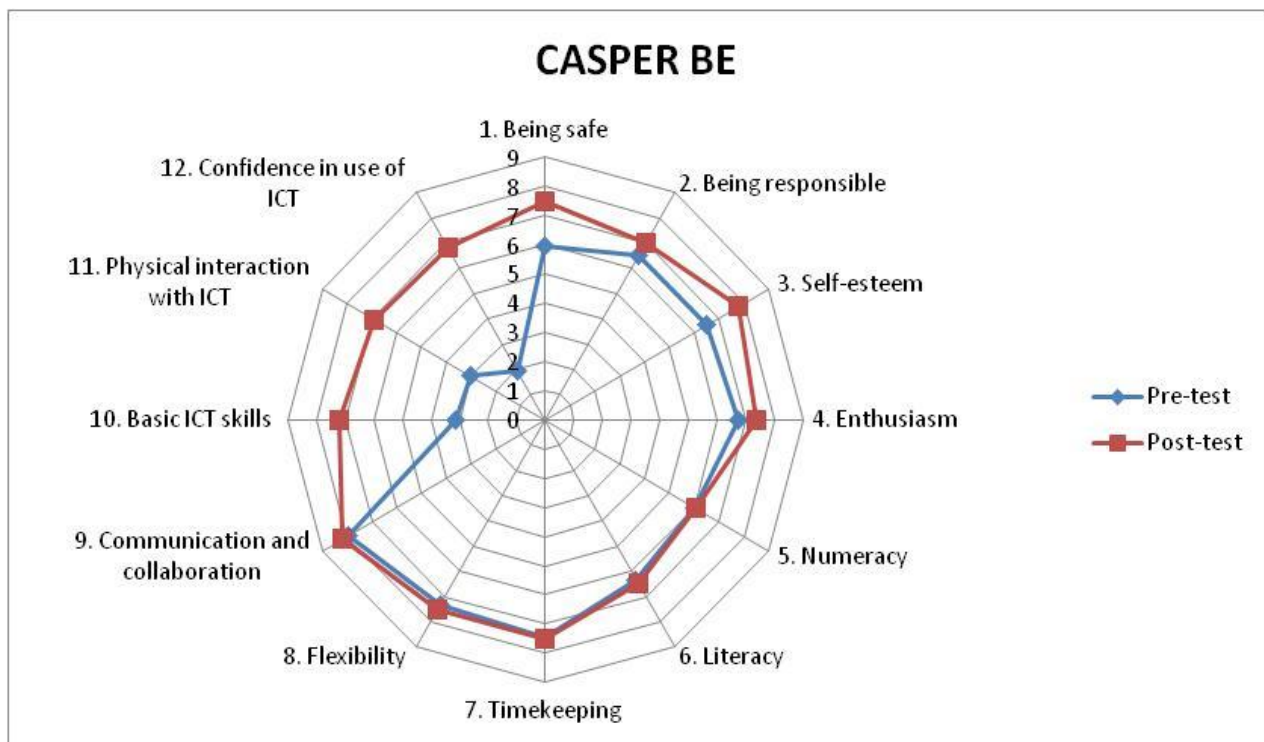 CASPER BE
1. Being safe
2. Being responsible
3. Self-esteem
4. Enthusiasm
5. Numeracy
6. Literacy
7. Timekeeping
8. Flexibility
9. Communication and
collaboration
10. Basic ICT skills
11. Physical interaction
with ICT
12. Confidence in use of
ICT
9
8
7
6
5
4
3
2
1
0
Pre-test
Post-test